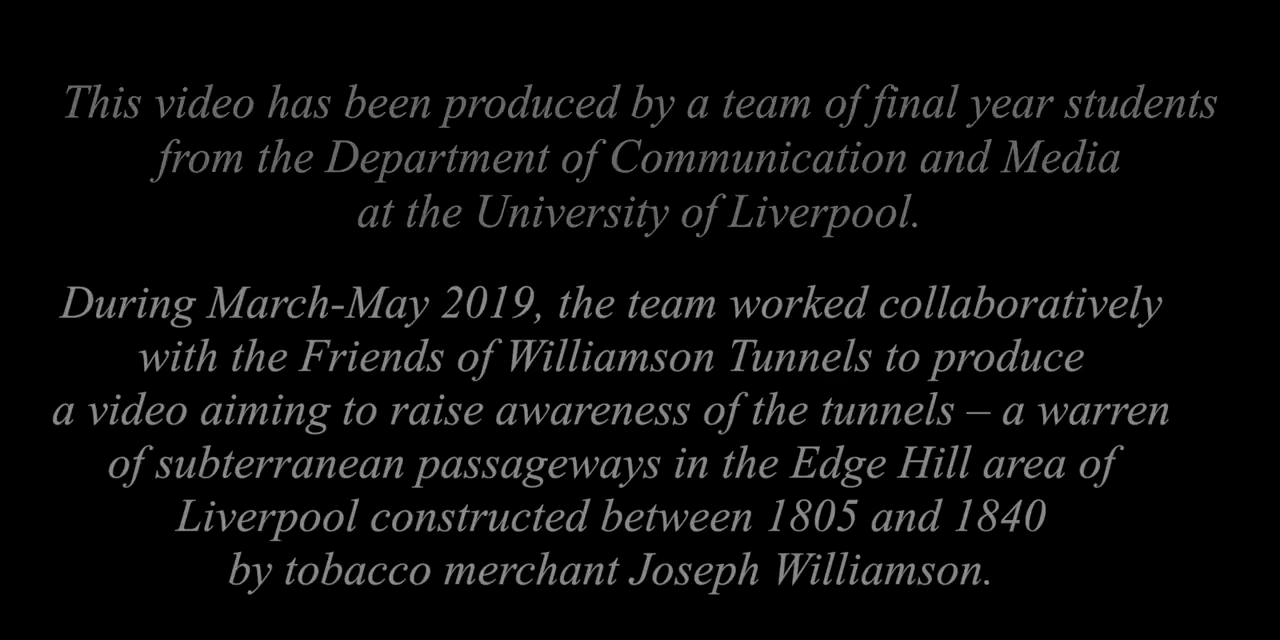 This video has been produced by a team of final year students
from the Department of Communication and Media
at the University of Liverpool.
During March-May 2019, the team worked collaboratively
with the Friends of Williamson Tunnels to produce
a video aiming to raise awareness of the tunnels – a warren
of subterranean passageways in the Edge Hill area of
Liverpool constructed between 1805 and 1840
by tobacco merchant Joseph Williamson.